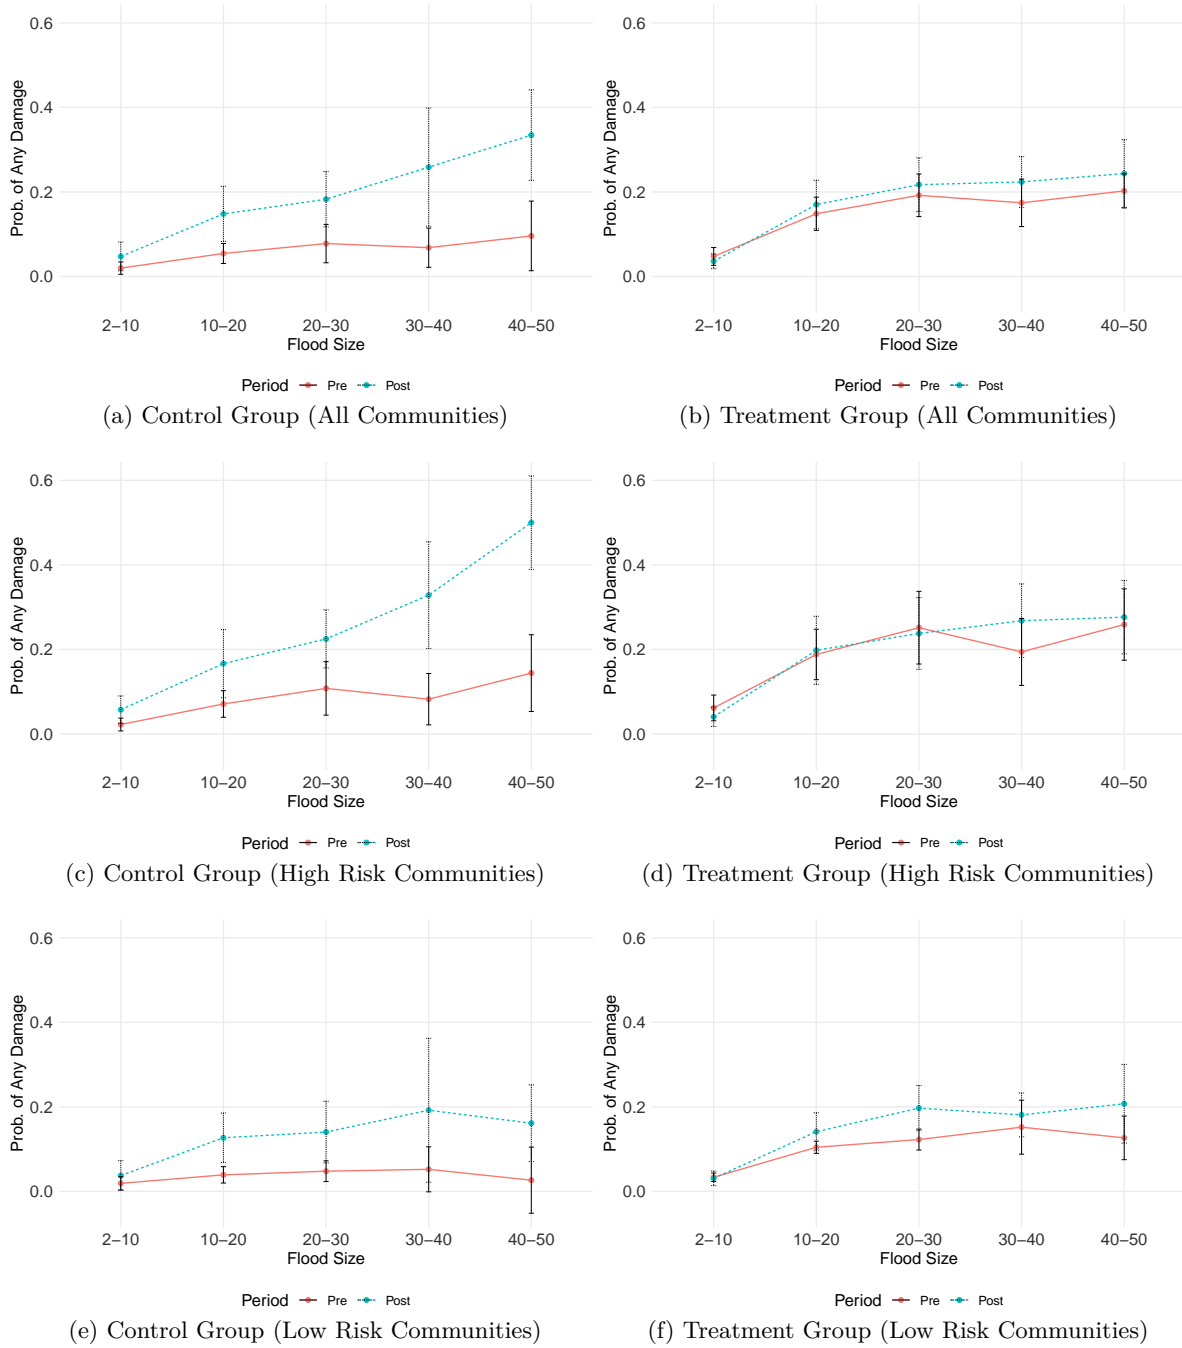 0.6
0.4
0.2
0.0
Prob. of Any Damage
2−10 10−20 20−30 30−40 40−50
Flood Size
Period Pre Post
(a) Control Group (All Communities)
0.6
0.4
0.2
0.0
Prob. of Any Damage
2−10 10−20 20−30 30−40 40−50
Flood Size
Period Pre Post
(b) Treatment Group (All Communities)
0.6
0.4
0.2
0.0
Prob. of Any Damage
2−10 10−20 20−30 30−40 40−50
Flood Size
Period Pre Post
(c) Control Group (High Risk Communities)
0.6
0.4
0.2
0.0
Prob. of Any Damage
2−10 10−20 20−30 30−40 40−50
Flood Size
Period Pre Post
(d) Treatment Group (High Risk Communities)
0.6
0.4
0.2
0.0
Prob. of Any Damage
2−10 10−20 20−30 30−40 40−50
Flood Size
Period Pre Post
(e) Control Group (Low Risk Communities)
0.6
0.4
0.2
0.0
Prob. of Any Damage
2−10 10−20 20−30 30−40 40−50
Flood Size
Period Pre Post
(f) Treatment Group (Low Risk Communities)